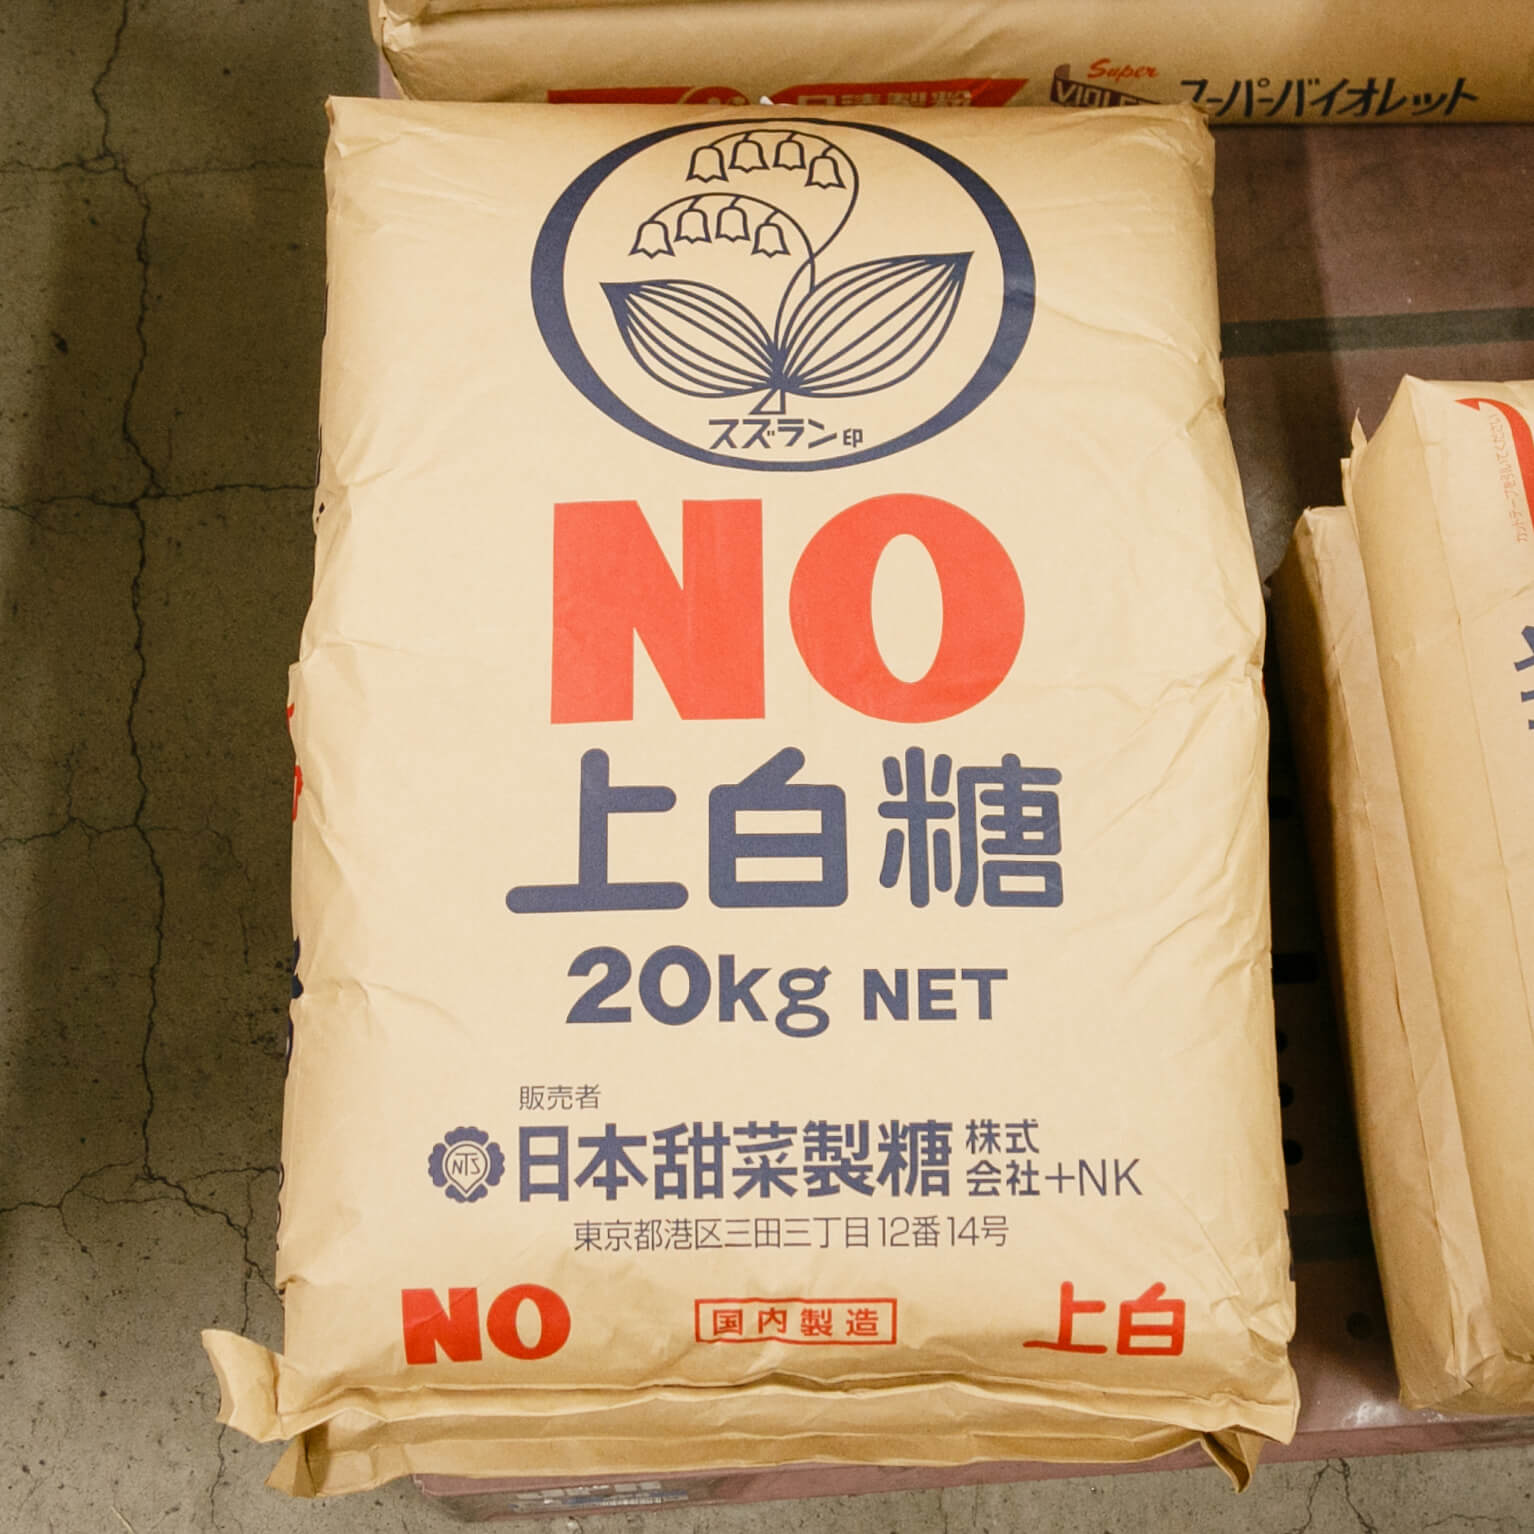 Super
スーパーバイオレット
スズラン印
NO
上白糖
20kg NET
販売者
NTS
日本甜菜製糖株式会社+NK
東京都港区三田三丁目12番14号
NO 国内製造 上白